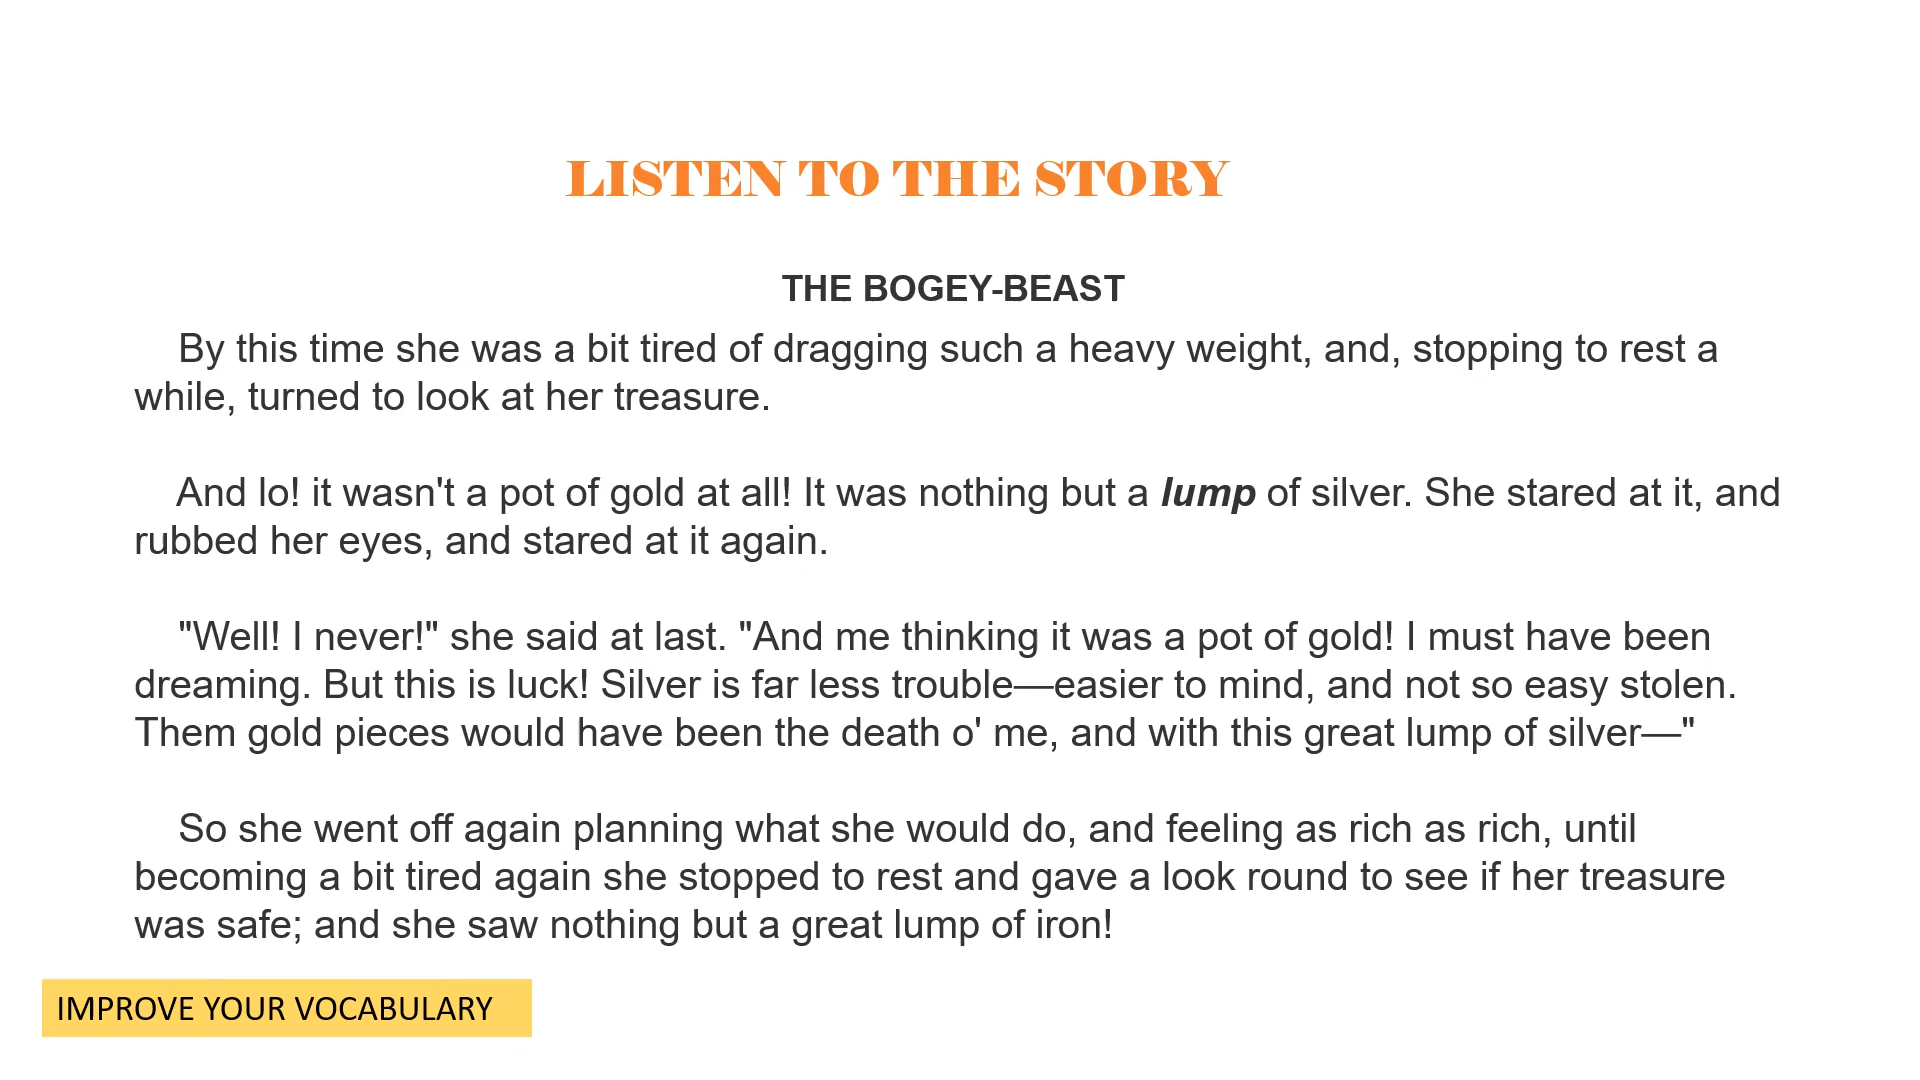 LISTEN TO THE STORY
THE BOGEY-BEAST
By this time she was a bit tired of dragging such a heavy weight, and, stopping to rest a
while, turned to look at her treasure.
And lo! it wasn't a pot of gold at all! It was nothing but a lump of silver. She stared at it, and
rubbed her eyes, and stared at it again.
"Well! I never!" she said at last. "And me thinking it was a pot of gold! I must have been
dreaming. But this is luck! Silver is far less trouble—easier to mind, and not so easy stolen.
Them gold pieces would have been the death o' me, and with this great lump of silver—"
So she went off again planning what she would do, and feeling as rich as rich, until
becoming a bit tired again she stopped to rest and gave a look round to see if her treasure
was safe; and she saw nothing but a great lump of iron!
IMPROVE YOUR VOCABULARY